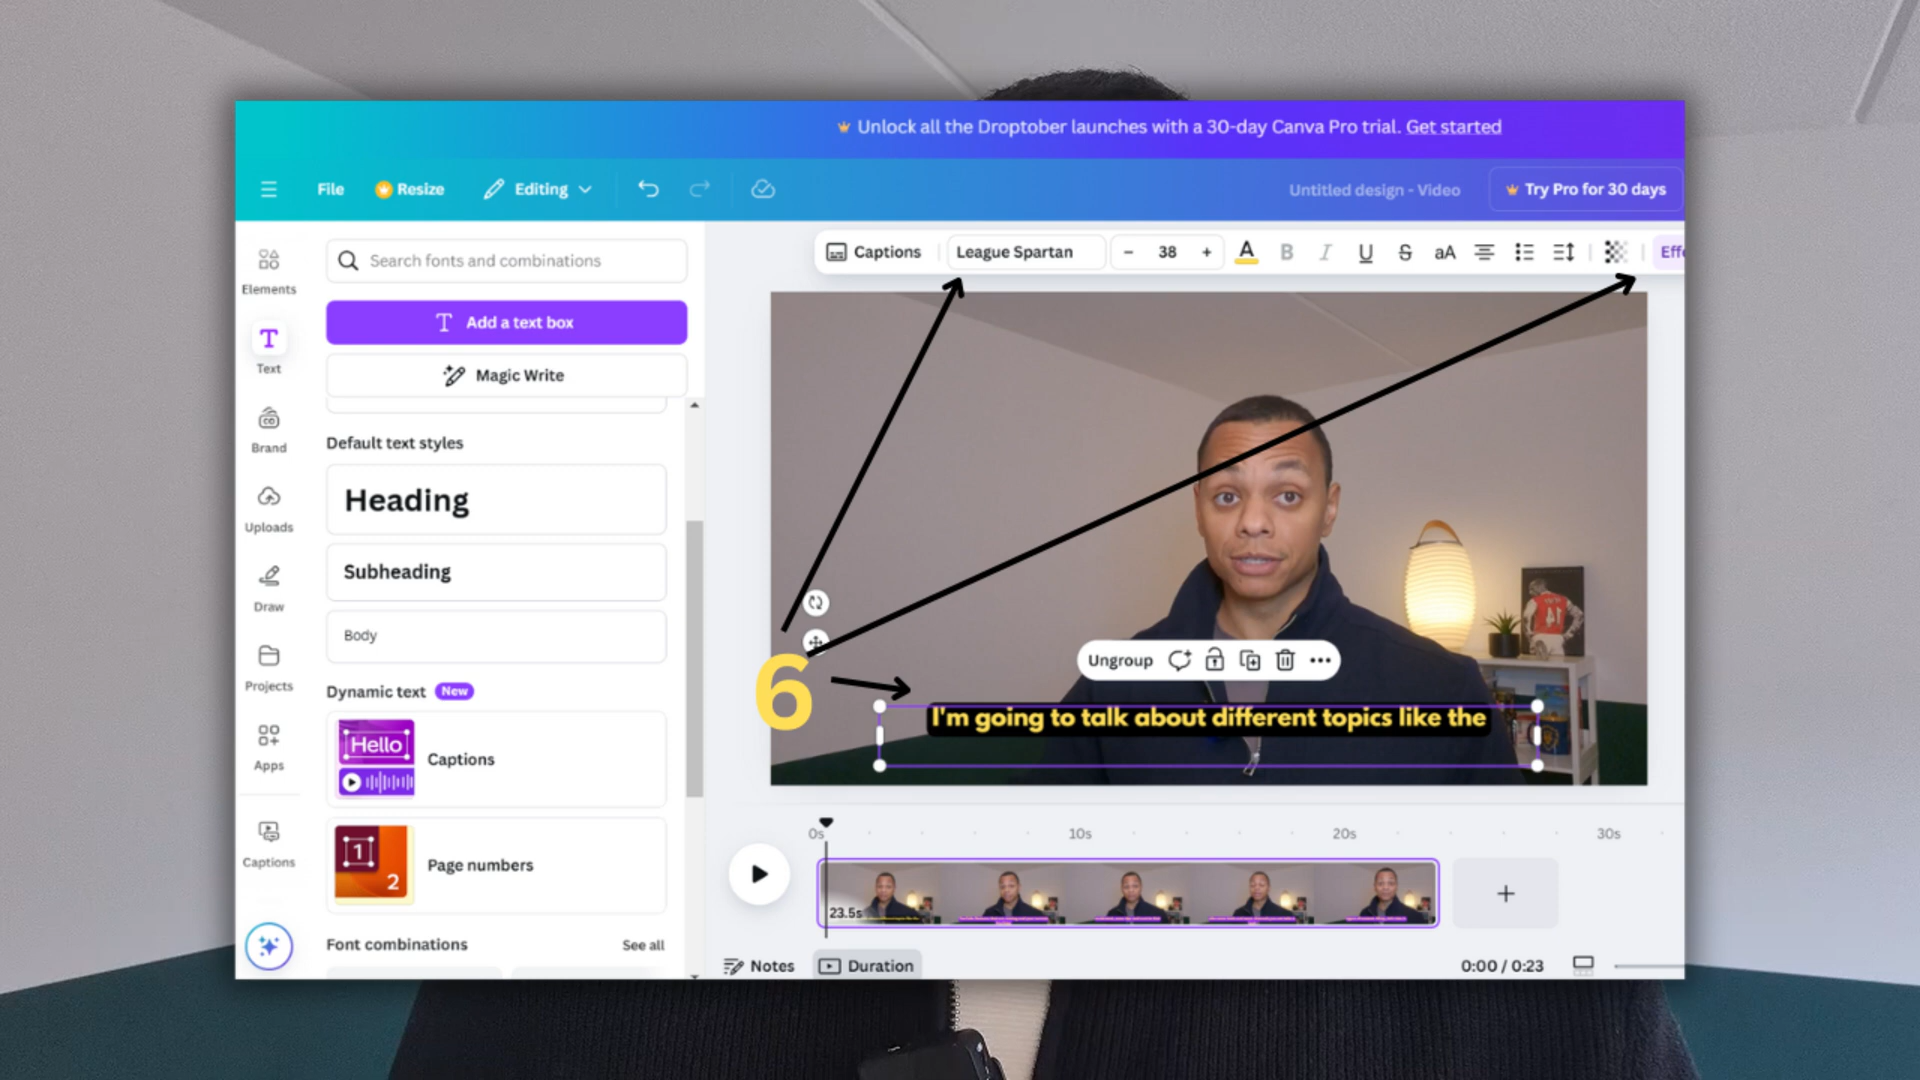 Unlock all the Droptober launches with a 30-day Canva Pro trial. Get started
File
Resize
Editing
Untitled design - Video
Try Pro for 30 days
Elements
Text
Brand
Uploads
Draw
Projects
Apps
Captions
Search fonts and combinations
Add a text box
Magic Write
Default text styles
Heading
Subheading
Body
Dynamic text New
Hello
Captions
1
2
Page numbers
Font combinations
See all
Captions
League Spartan
- 38 +
A B I U S aA
Effe
41
Ungroup
6
I'm going to talk about different topics like the
0s 10s 20s 30s
23.5s
Notes
Duration
0:00 / 0:23